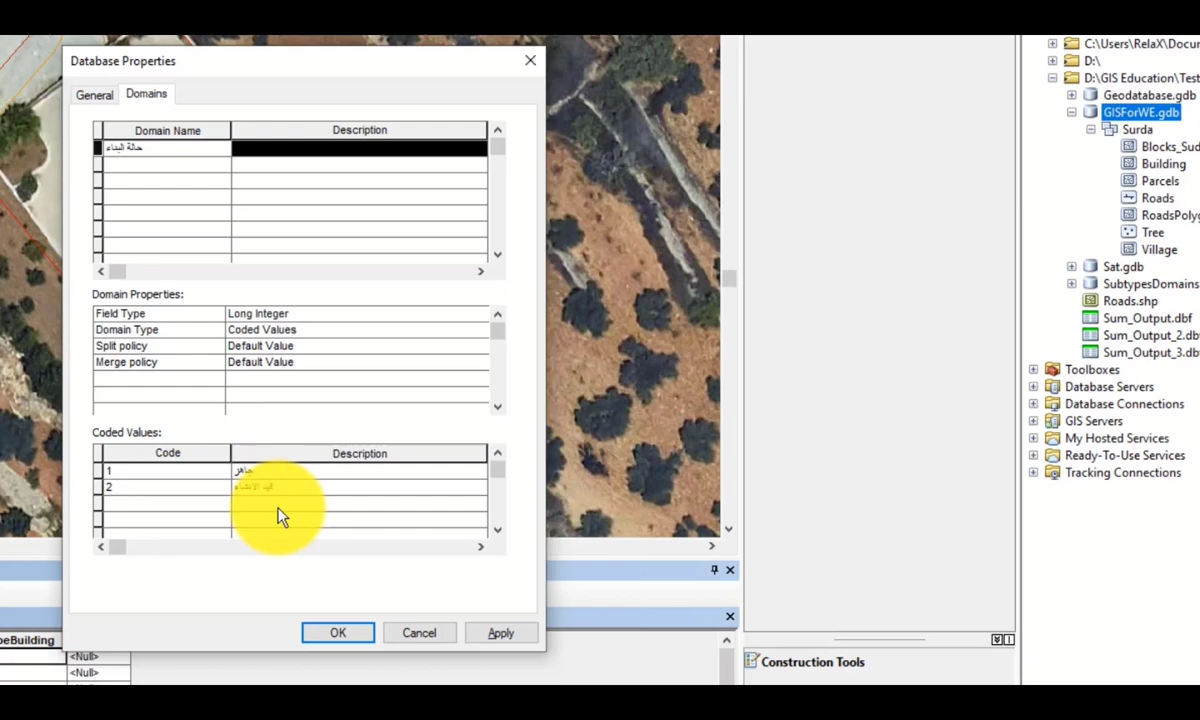 Database Properties
General
Domains
Domain Name
Description
حالة البناء
Domain Properties:
Field Type
Long Integer
Domain Type
Coded Values
Split policy
Default Value
Merge policy
Default Value
Coded Values:
Code
Description
1
جاهز
2
قيد الانشاء
OK
Cancel
Apply
oeBuilding
<Null>
<Null>
Construction Tools
C:\Users\RelaX\Docu
D:\
D:\GIS Education\Test
Geodatabase.gdb
GISForWE.gdb
Surda
Blocks_Sud
Building
Parcels
Roads
RoadsPoly
Tree
Village
Sat.gdb
SubtypesDomains
Roads.shp
Sum_Output.dbf
Sum_Output_2.db
Sum_Output_3.db
Toolboxes
Database Servers
Database Connections
GIS Servers
My Hosted Services
Ready-To-Use Services
Tracking Connections